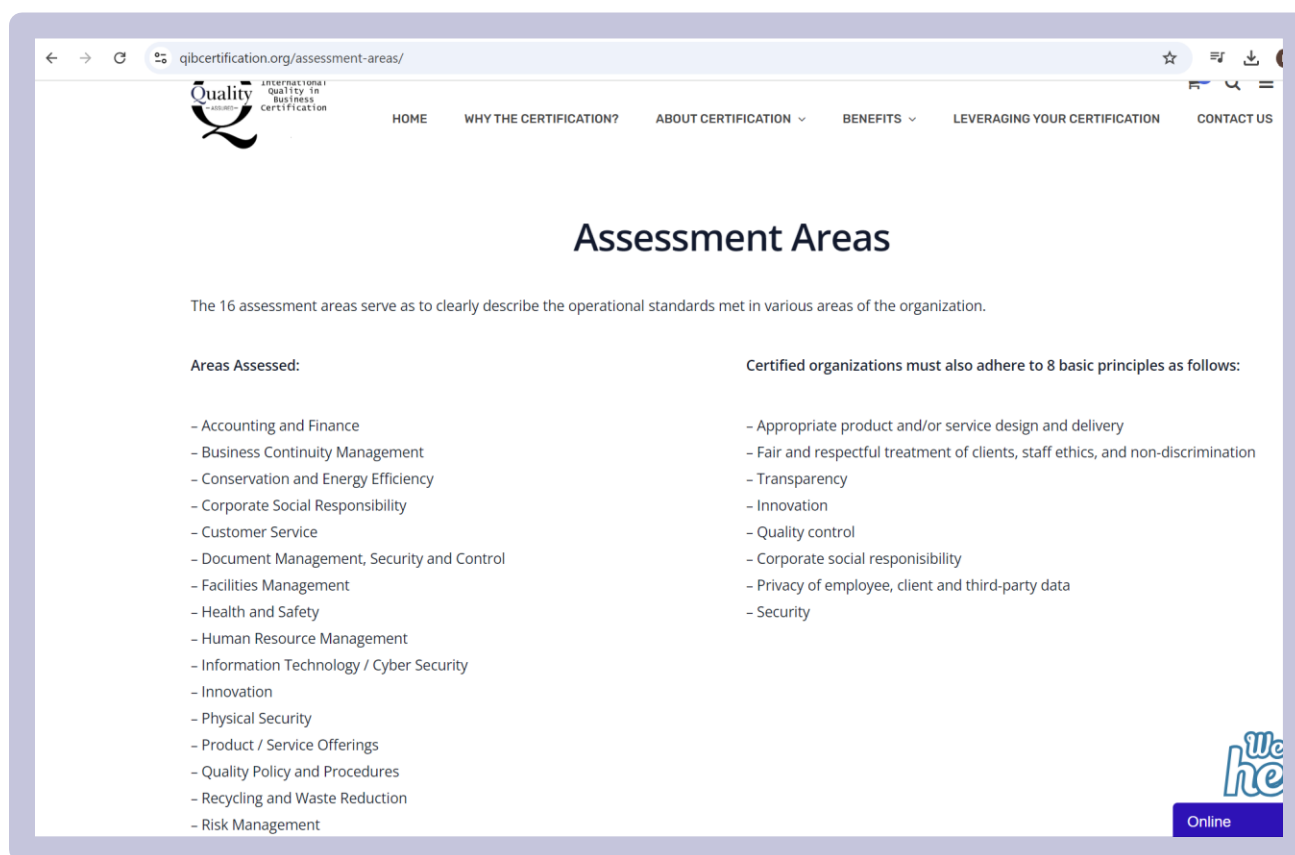 qibcertification.org/assessment-areas/
Quality
International
Quality in
Business
Certification
HOME WHY THE CERTIFICATION? ABOUT CERTIFICATION BENEFITS LEVERAGING YOUR CERTIFICATION CONTACT US
Assessment Areas
The 16 assessment areas serve as to clearly describe the operational standards met in various areas of the organization.
Areas Assessed:
– Accounting and Finance
– Business Continuity Management
– Conservation and Energy Efficiency
– Corporate Social Responsibility
– Customer Service
– Document Management, Security and Control
– Facilities Management
– Health and Safety
– Human Resource Management
– Information Technology / Cyber Security
– Innovation
– Physical Security
– Product / Service Offerings
– Quality Policy and Procedures
– Recycling and Waste Reduction
– Risk Management
Certified organizations must also adhere to 8 basic principles as follows:
– Appropriate product and/or service design and delivery
– Fair and respectful treatment of clients, staff ethics, and non-discrimination
– Transparency
– Innovation
– Quality control
– Corporate social responisibility
– Privacy of employee, client and third-party data
– Security
We
Online